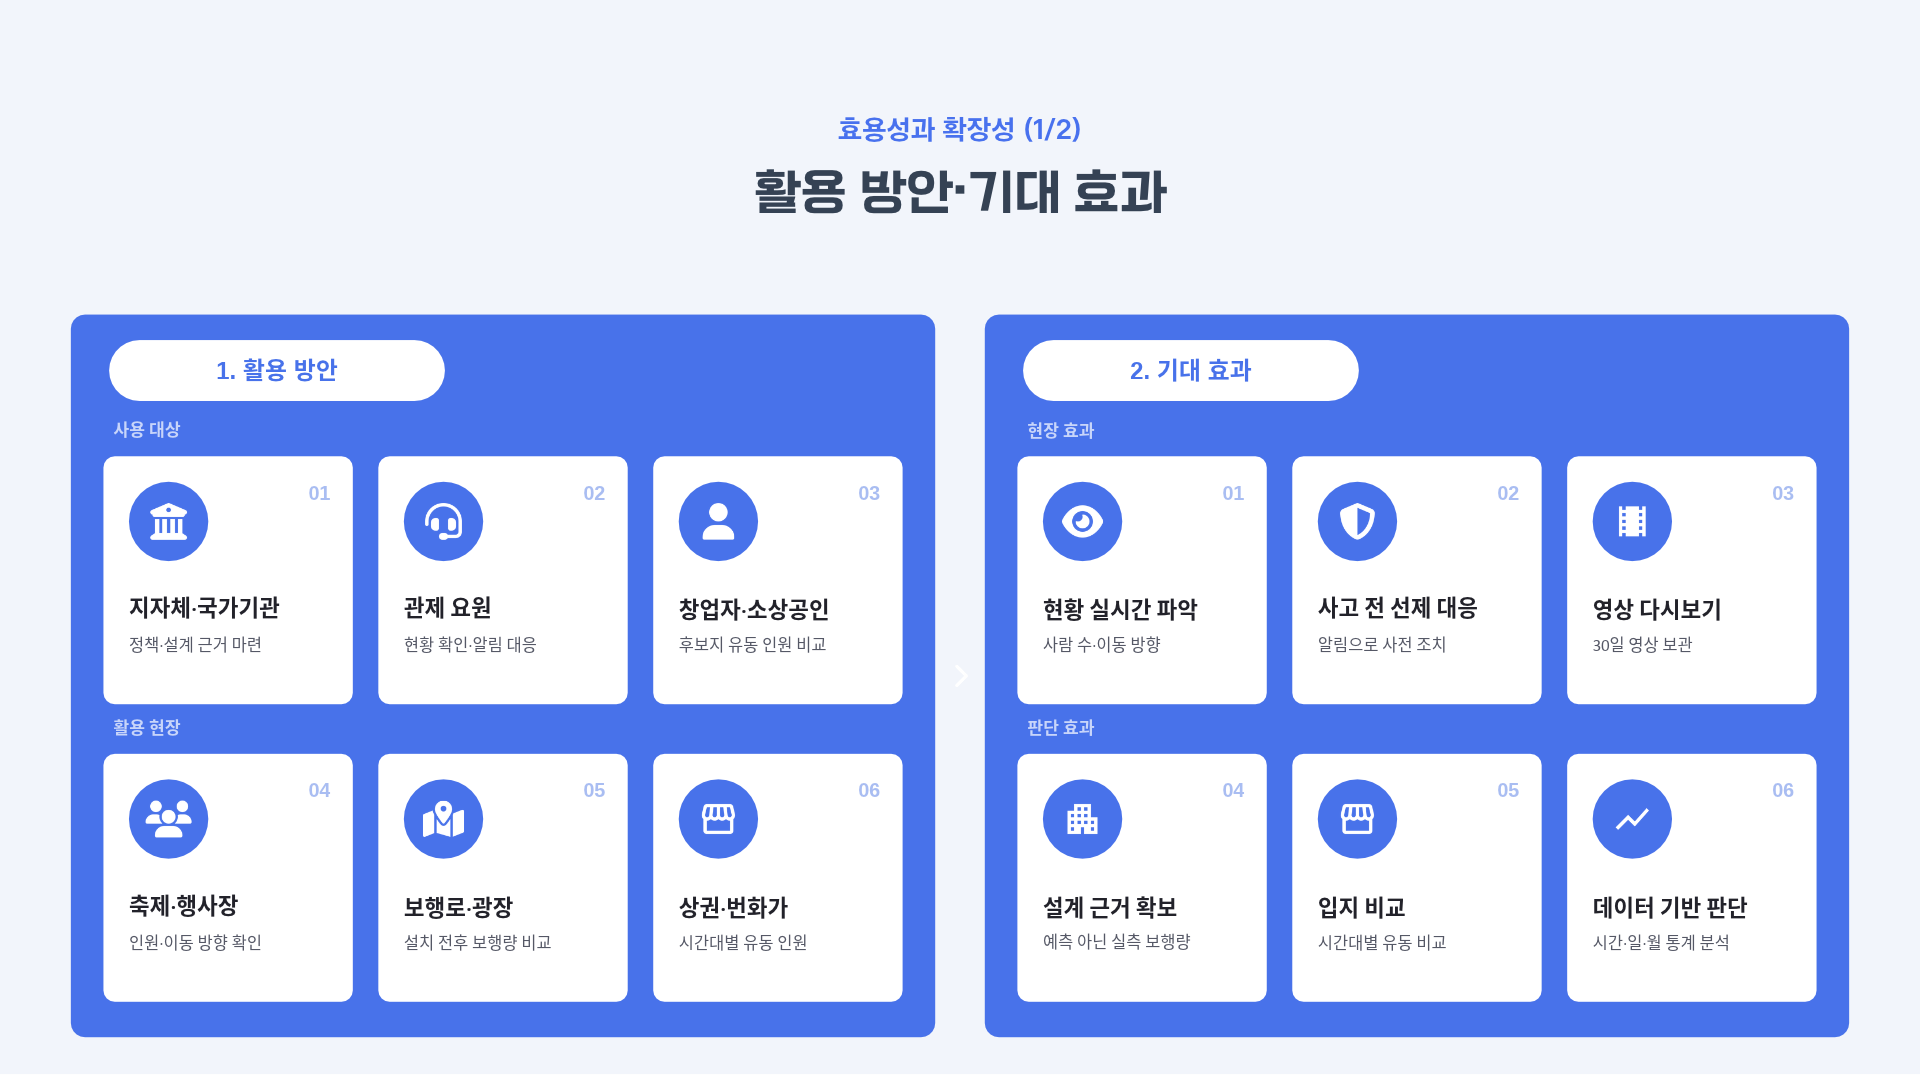 효용성과 확장성 (1/2)
활용 방안·기대 효과
1. 활용 방안
사용 대상
01
지자체·국가기관
정책·설계 근거 마련
02
관제 요원
현황 확인·알림 대응
03
창업자·소상공인
후보지 유동 인원 비교
활용 현장
04
축제·행사장
인원·이동 방향 확인
05
보행로·광장
설치 전후 보행량 비교
06
상권·번화가
시간대별 유동 인원
2. 기대 효과
현장 효과
01
현황 실시간 파악
사람 수·이동 방향
02
사고 전 선제 대응
알림으로 사전 조치
03
영상 다시보기
30일 영상 보관
판단 효과
04
설계 근거 확보
예측 아닌 실측 보행량
05
입지 비교
시간대별 유동 비교
06
데이터 기반 판단
시간·일·월 통계 분석